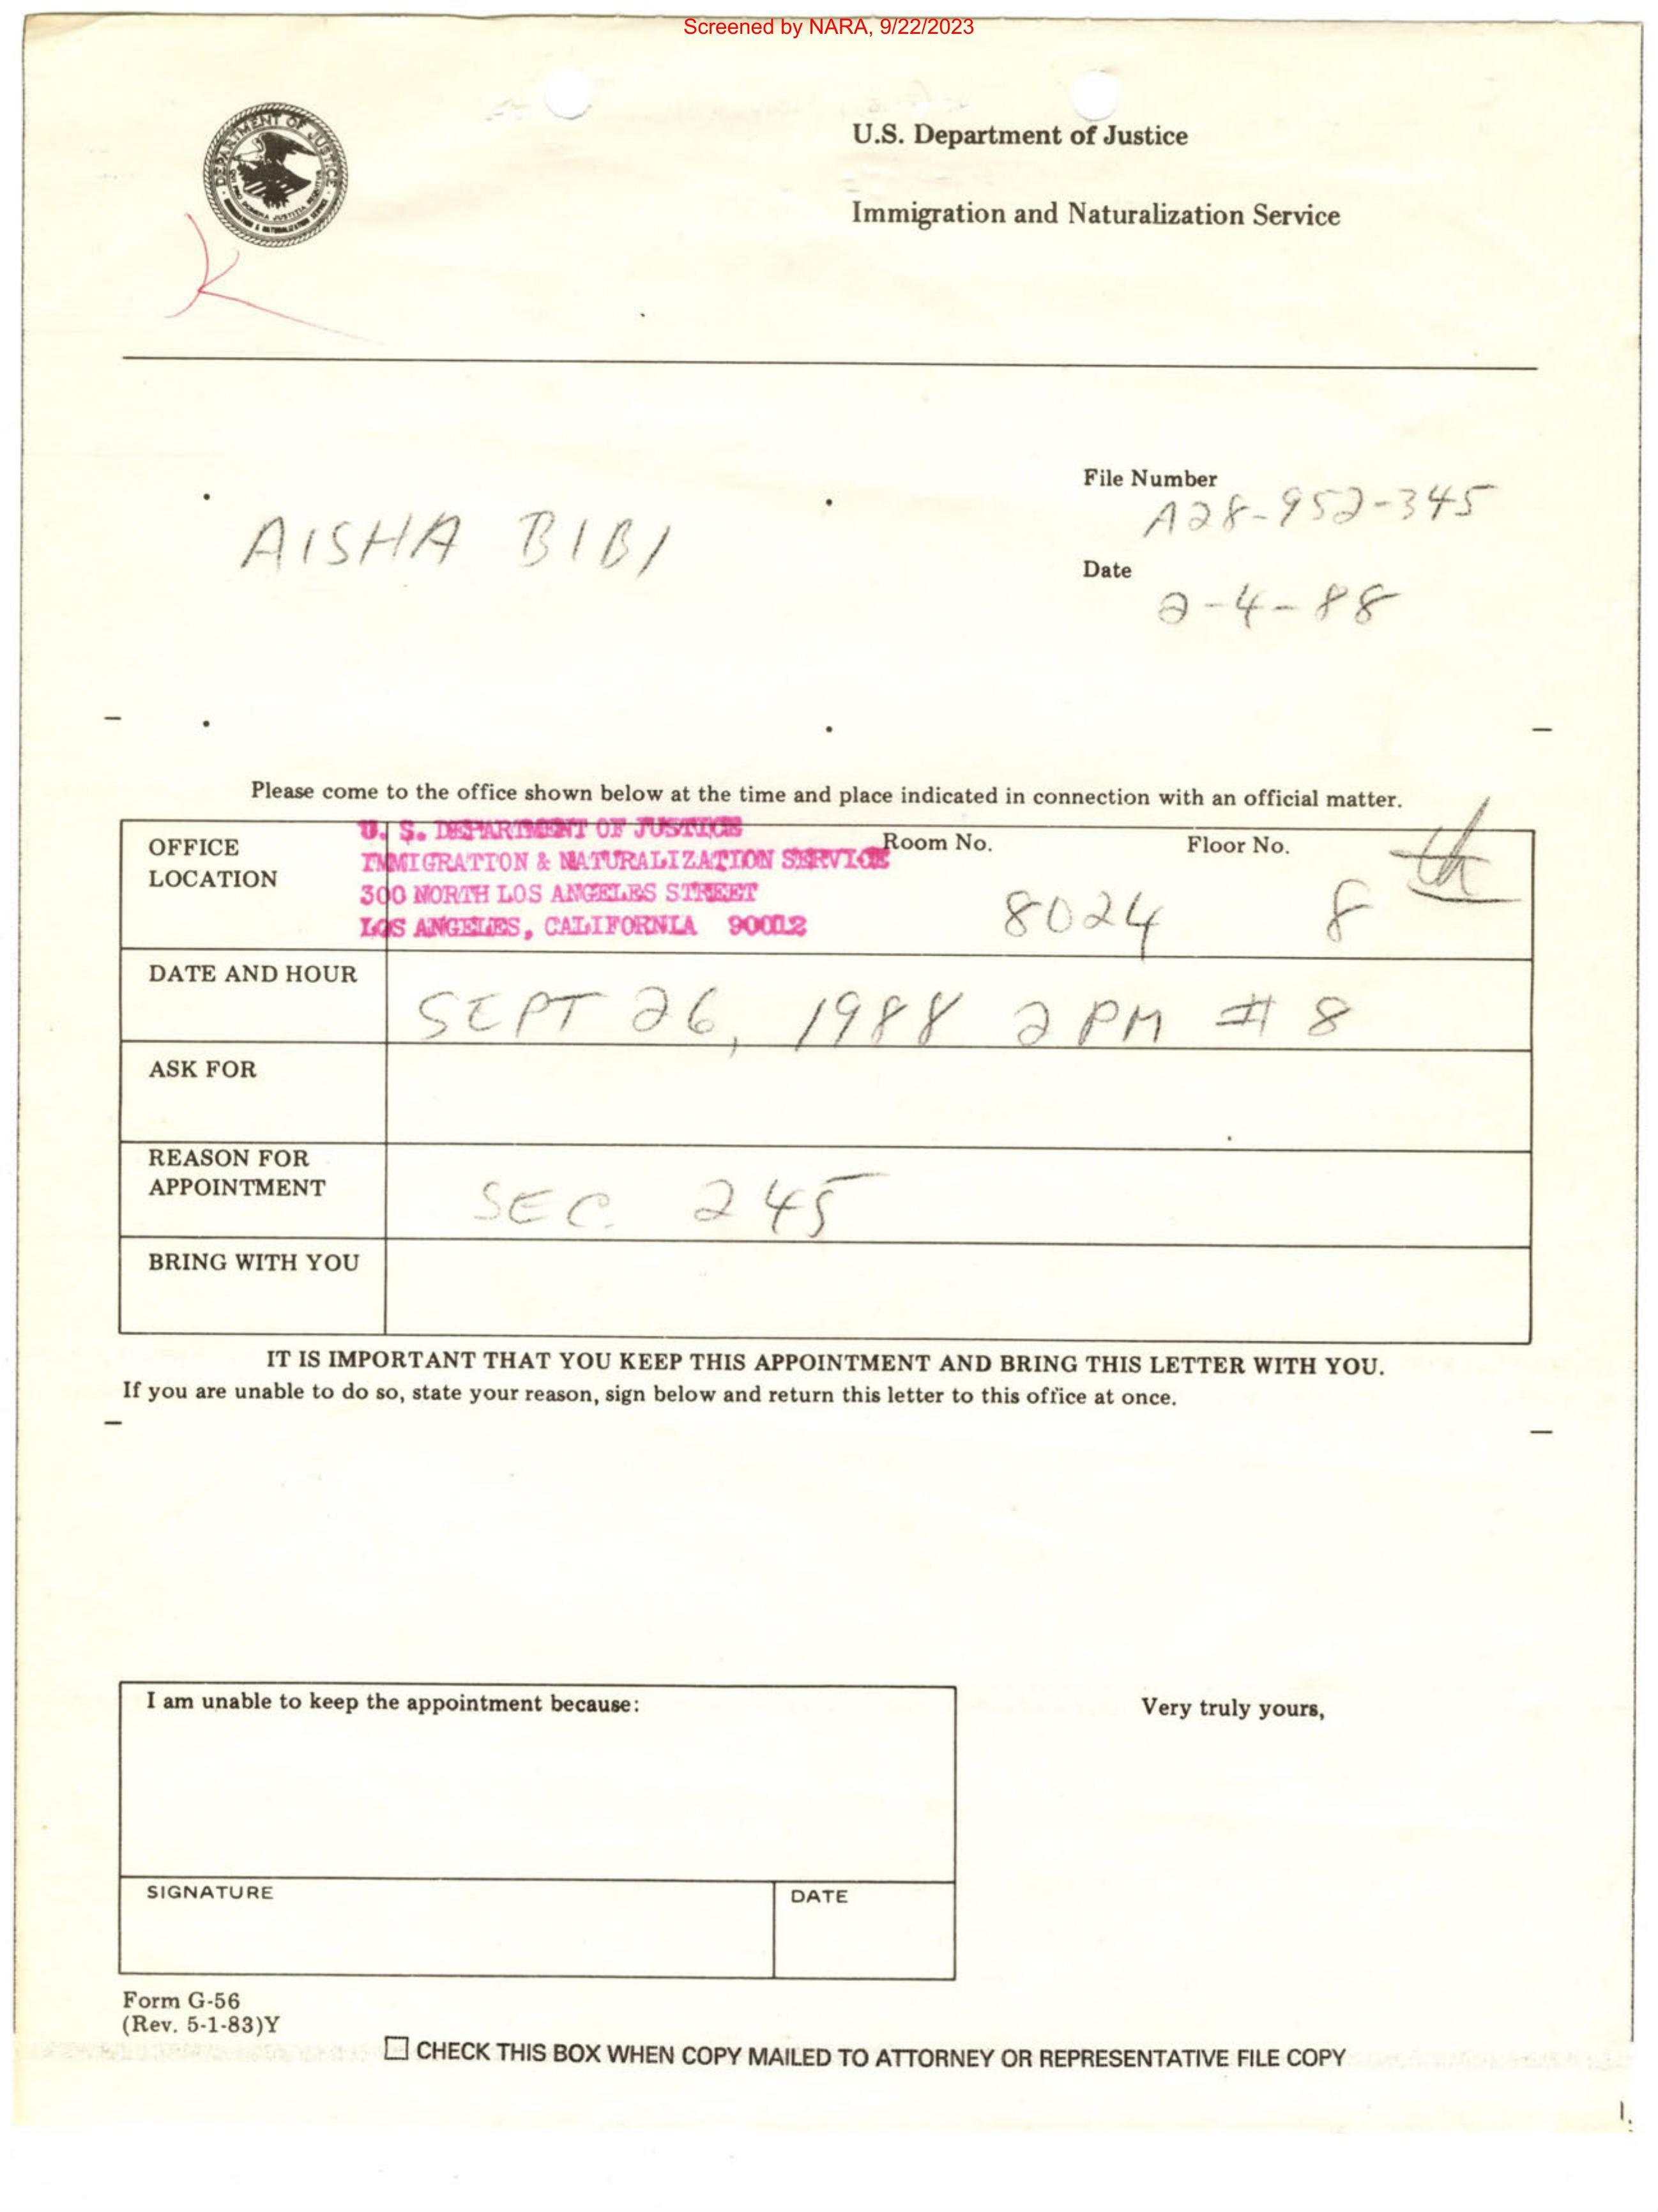 Screened by NARA, 9/22/2023
DEPARTMENT OF JUSTICE
U.S. Department of Justice
Immigration and Naturalization Service
File Number
A28-952-345
AISHA BIBI
Date
2-4-88
Please come to the office shown below at the time and place indicated in connection with an official matter.
OFFICE LOCATION
U. S. DEPARTMENT OF JUSTICE
IMMIGRATION & NATURALIZATION SERVICE
300 NORTH LOS ANGELES STREET
LOS ANGELES, CALIFORNIA 90012
Room No.
8024
Floor No.
8th
DATE AND HOUR
SEPT 26, 1988 2 PM # 8
ASK FOR
REASON FOR
APPOINTMENT
SEC. 245
BRING WITH YOU
IT IS IMPORTANT THAT YOU KEEP THIS APPOINTMENT AND BRING THIS LETTER WITH YOU.
If you are unable to do so, state your reason, sign below and return this letter to this office at once.
I am unable to keep the appointment because:
Very truly yours,
SIGNATURE
DATE
Form G-56
(Rev. 5-1-83)Y
CHECK THIS BOX WHEN COPY MAILED TO ATTORNEY OR REPRESENTATIVE FILE COPY